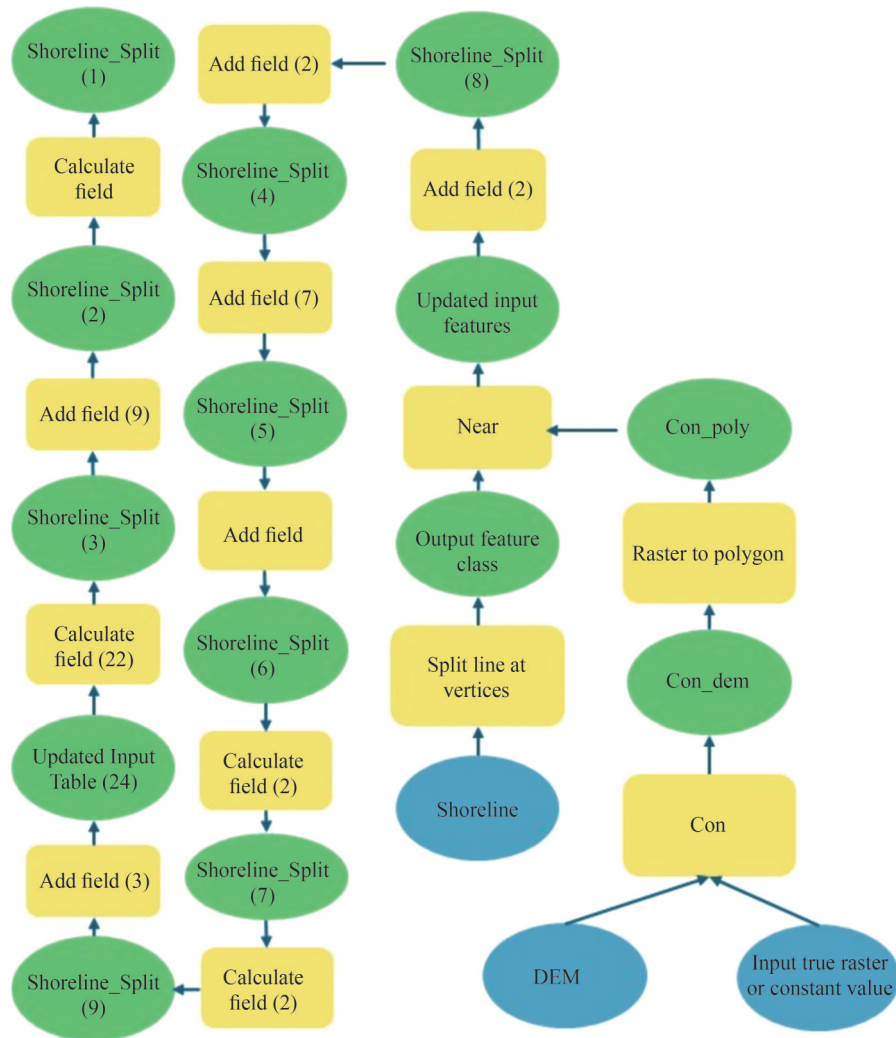 Shoreline_Split
(1)
Calculate
field
Shoreline_Split
(2)
Add field (9)
Shoreline_Split
(3)
Calculate
field (22)
Updated Input
Table (24)
Add field (3)
Shoreline_Split
(9)
Add field (2)
Shoreline_Split
(4)
Add field (7)
Shoreline_Split
(5)
Add field
Shoreline_Split
(6)
Calculate
field (2)
Shoreline_Split
(7)
Calculate
field (2)
Shoreline_Split
(8)
Add field (2)
Updated input
features
Near
Output feature
class
Split line at
vertices
Shoreline
Con_poly
Raster to polygon
Con_dem
Con
DEM
Input true raster
or constant value